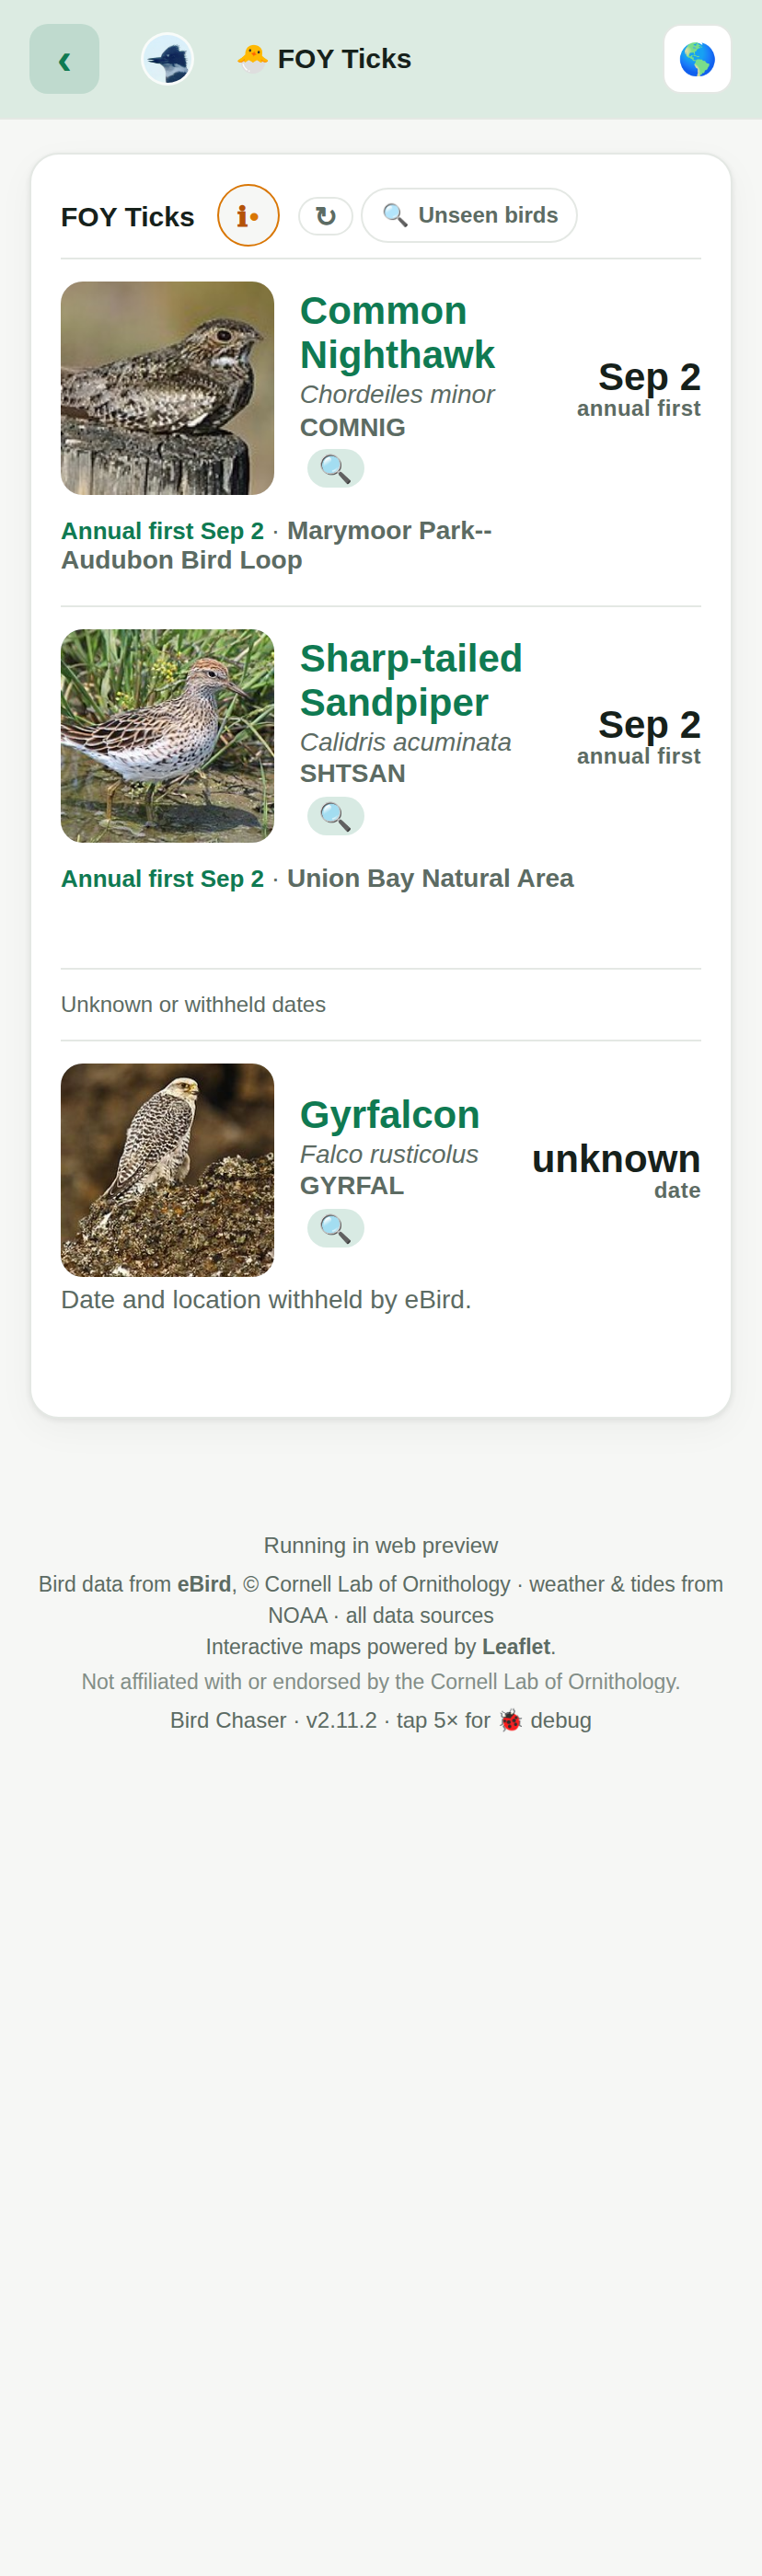 ‹ 🐣 FOY Ticks 🌎
FOY Ticks ℹ• ↻ 🔍 Unseen birds
Common
Nighthawk
Chordeiles minor
COMNIG
🔍
Sep 2
annual first
Annual first Sep 2 · Marymoor Park--
Audubon Bird Loop
Sharp-tailed
Sandpiper
Calidris acuminata
SHTSAN
🔍
Sep 2
annual first
Annual first Sep 2 · Union Bay Natural Area
Unknown or withheld dates
Gyrfalcon
Falco rusticolus
GYRFAL
🔍
unknown
date
Date and location withheld by eBird.
Running in web preview
Bird data from eBird, © Cornell Lab of Ornithology · weather & tides from
NOAA · all data sources
Interactive maps powered by Leaflet.
Not affiliated with or endorsed by the Cornell Lab of Ornithology.
Bird Chaser · v2.11.2 · tap 5× for 🐞 debug